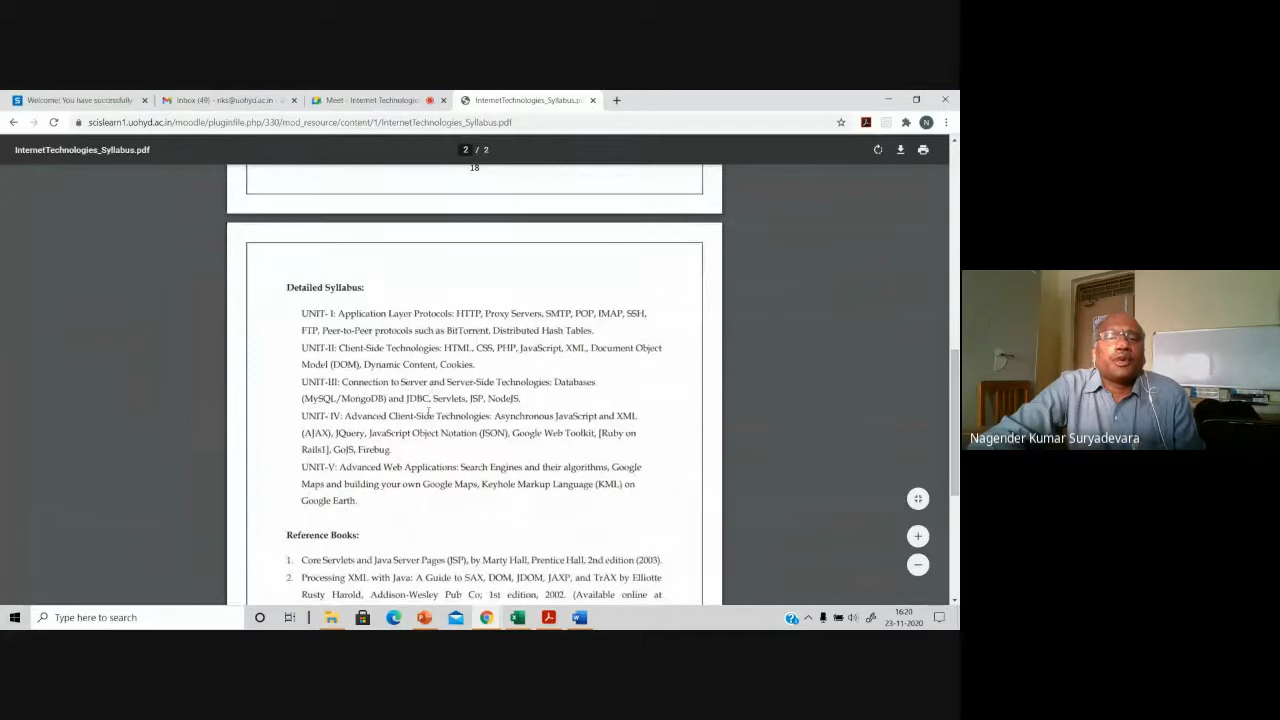 Welcome! You have successfully
Inbox (49) - nks@uohyd.ac.in - U
Meet - Internet Technologies
InternetTechnologies_Syllabus.p
scislearn1.uohyd.ac.in/moodle/pluginfile.php/330/mod_resource/content/1/InternetTechnologies_Syllabus.pdf
N
InternetTechnologies_Syllabus.pdf
2 / 2
18
Detailed Syllabus:
UNIT- I: Application Layer Protocols: HTTP, Proxy Servers, SMTP, POP, IMAP, SSH,
FTP, Peer-to-Peer protocols such as BitTorrent, Distributed Hash Tables.
UNIT-II: Client-Side Technologies: HTML, CSS, PHP, JavaScript, XML, Document Object
Model (DOM), Dynamic Content, Cookies.
UNIT-III: Connection to Server and Server-Side Technologies: Databases
(MySQL/MongoDB) and JDBC, Servlets, JSP, NodeJS.
UNIT- IV: Advanced Client-Side Technologies: Asynchronous JavaScript and XML
(AJAX), JQuery, JavaScript Object Notation (JSON), Google Web Toolkit, [Ruby on
Rails1], GoJS, Firebug.
UNIT-V: Advanced Web Applications: Search Engines and their algorithms, Google
Maps and building your own Google Maps, Keyhole Markup Language (KML) on
Google Earth.
Reference Books:
1. Core Servlets and Java Server Pages (JSP), by Marty Hall, Prentice Hall, 2nd edition (2003).
2. Processing XML with Java: A Guide to SAX, DOM, JDOM, JAXP, and TrAX by Elliotte
Rusty Harold, Addison-Wesley Pub Co; 1st edition, 2002. (Available online at
Nagender Kumar Suryadevara
Type here to search
16:20
23-11-2020